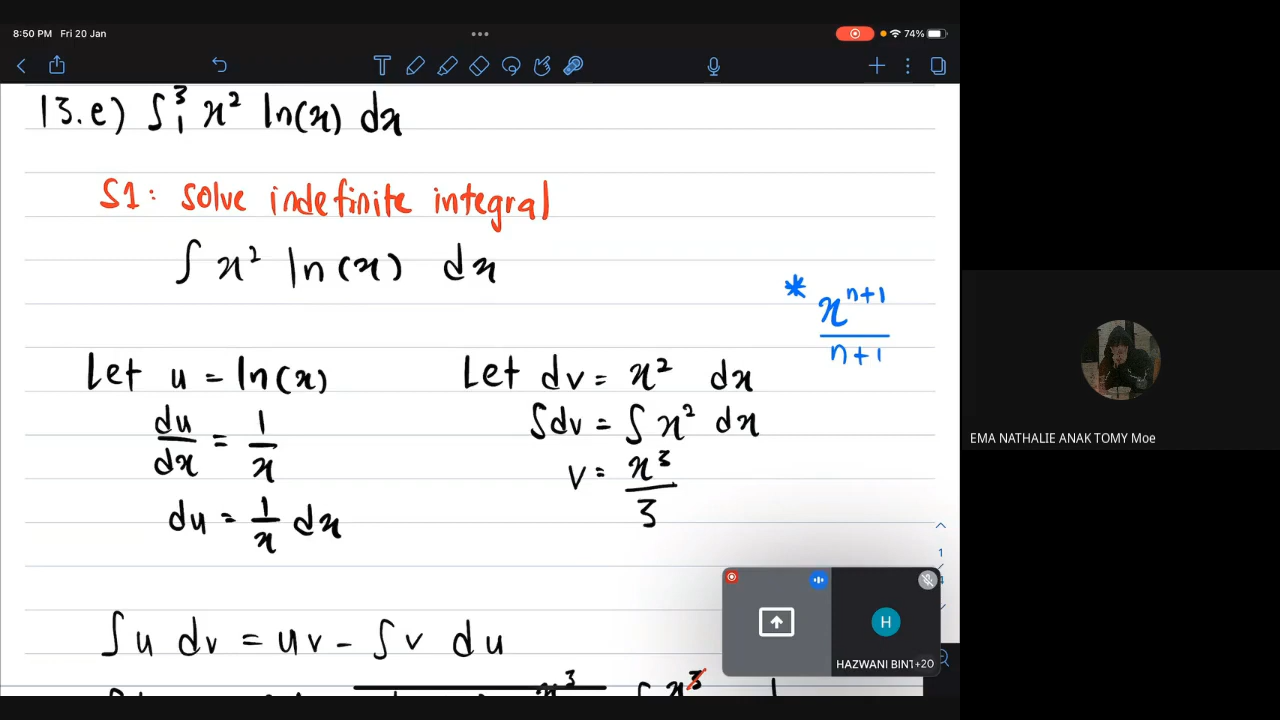 8:50 PM Fri 20 Jan
74%
13.e) ∫₁³ x² ln(x) dx
S1: solve indefinite integral
∫ x² ln(x) dx
* x^(n+1)
n+1
Let u = ln(x)
du/dx = 1/x
du = 1/x dx
Let dv = x² dx
∫dv = ∫ x² dx
v = x³/3
∫u dv = uv - ∫v du
EMA NATHALIE ANAK TOMY Moe
H
HAZWANI BINT +20
1